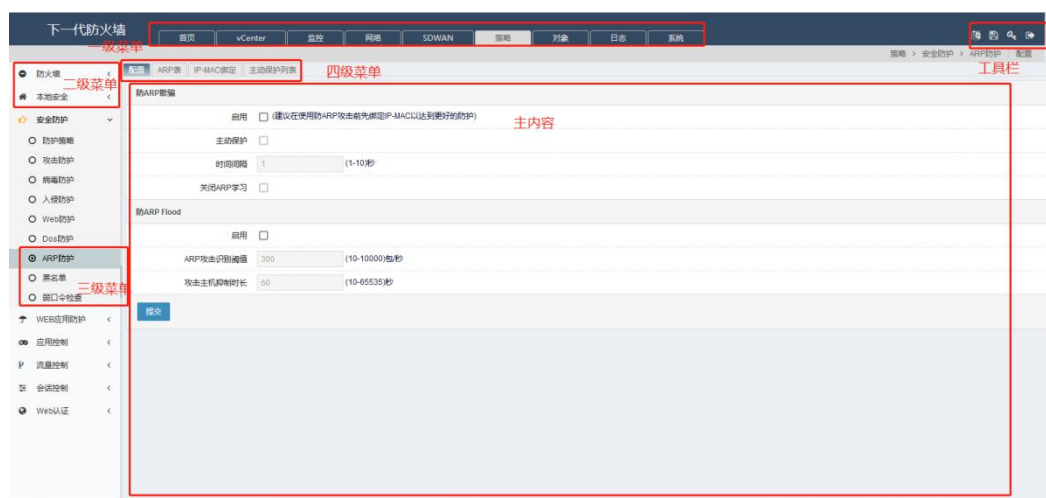 下一代防火墙
首页 vCenter 监控 网络 SDWAN 策略 对象 日志 系统
一级菜单
策略 > 安全防护 > ARP防护 : 配置
工具栏
防火墙
二级菜单
本地安全
配置 ARP表 IP-MAC绑定 主动保护列表
四级菜单
防ARP欺骗
安全防护
启用 (建议在使用防ARP攻击前先绑定IP-MAC以达到更好的防护)
主内容
防护策略
主动保护
攻击防护
时间间隔 1 (1-10)秒
病毒防护
关闭ARP学习
入侵防护
防ARP Flood
Web防护
启用
Dos防护
ARP防护
ARP攻击识别阈值 300 (10-10000)包/秒
黑名单
攻击主机抑制时长 60 (10-65535)秒
三级菜单
弱口令检查
提交
WEB应用防护
应用控制
流量控制
会话控制
Web认证